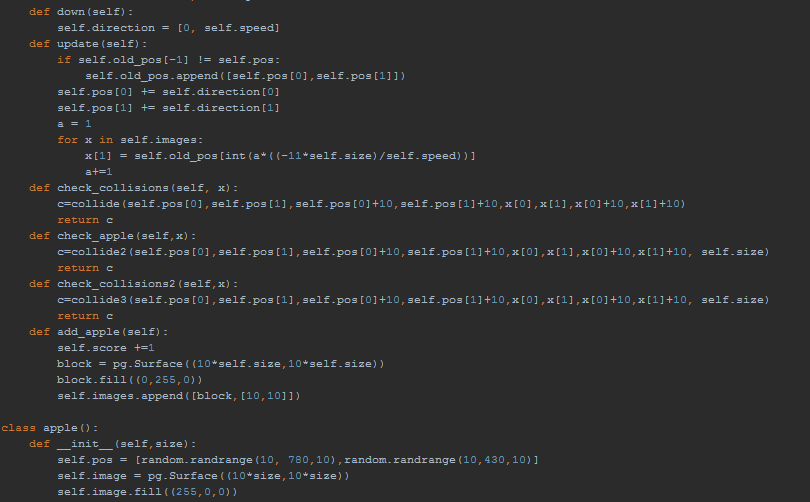 def down(self):
        self.direction = [0, self.speed]
    def update(self):
        if self.old_pos[-1] != self.pos:
            self.old_pos.append([self.pos[0],self.pos[1]])
        self.pos[0] += self.direction[0]
        self.pos[1] += self.direction[1]
        a = 1
        for x in self.images:
            x[1] = self.old_pos[int(a*((-11*self.size)/self.speed))]
            a+=1
    def check_collisions(self, x):
        c=collide(self.pos[0],self.pos[1],self.pos[0]+10,self.pos[1]+10,x[0],x[1],x[0]+10,x[1]+10)
        return c
    def check_apple(self,x):
        c=collide2(self.pos[0],self.pos[1],self.pos[0]+10,self.pos[1]+10,x[0],x[1],x[0]+10,x[1]+10, self.size)
        return c
    def check_collisions2(self,x):
        c=collide3(self.pos[0],self.pos[1],self.pos[0]+10,self.pos[1]+10,x[0],x[1],x[0]+10,x[1]+10, self.size)
        return c
    def add_apple(self):
        self.score +=1
        block = pg.Surface((10*self.size,10*self.size))
        block.fill((0,255,0))
        self.images.append([block,[10,10]])

class apple():
    def __init__(self,size):
        self.pos = [random.randrange(10, 780,10),random.randrange(10,430,10)]
        self.image = pg.Surface((10*size,10*size))
        self.image.fill((255,0,0))